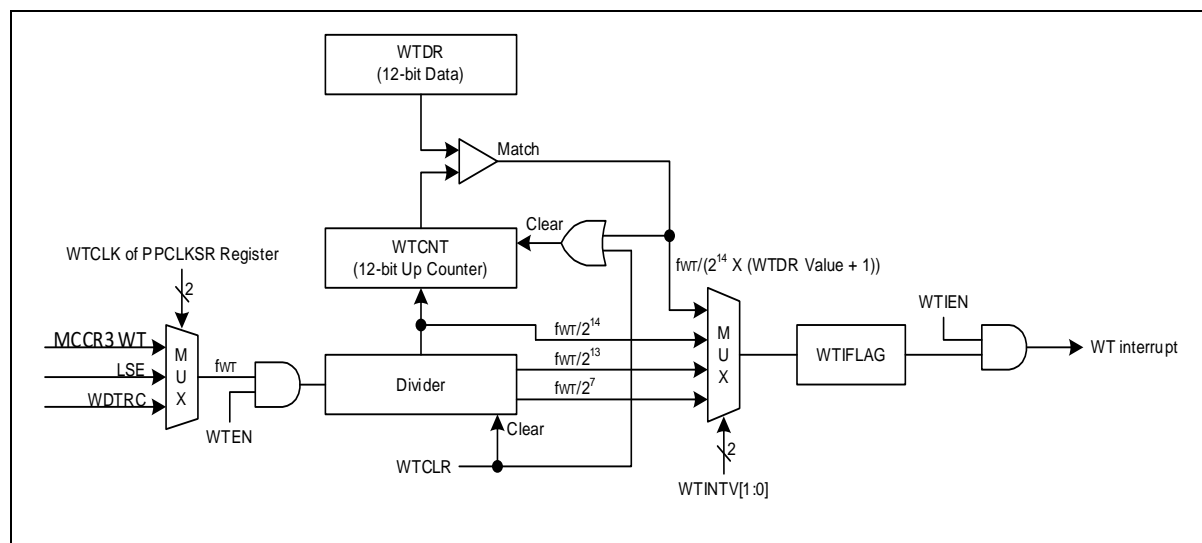 WTDR
(12-bit Data)
Match
Clear
WTCNT
(12-bit Up Counter)
WTCLK of PPCLKSR Register
2
fWT/(2^14 X (WTDR Value + 1))
MCCR3 WT
LSE
WDTRC
M
U
X
fWT
WTEN
Divider
fWT/2^14
fWT/2^13
fWT/2^7
Clear
WTCLR
M
U
X
2
WTINTV[1:0]
WTIFLAG
WTIEN
WT interrupt